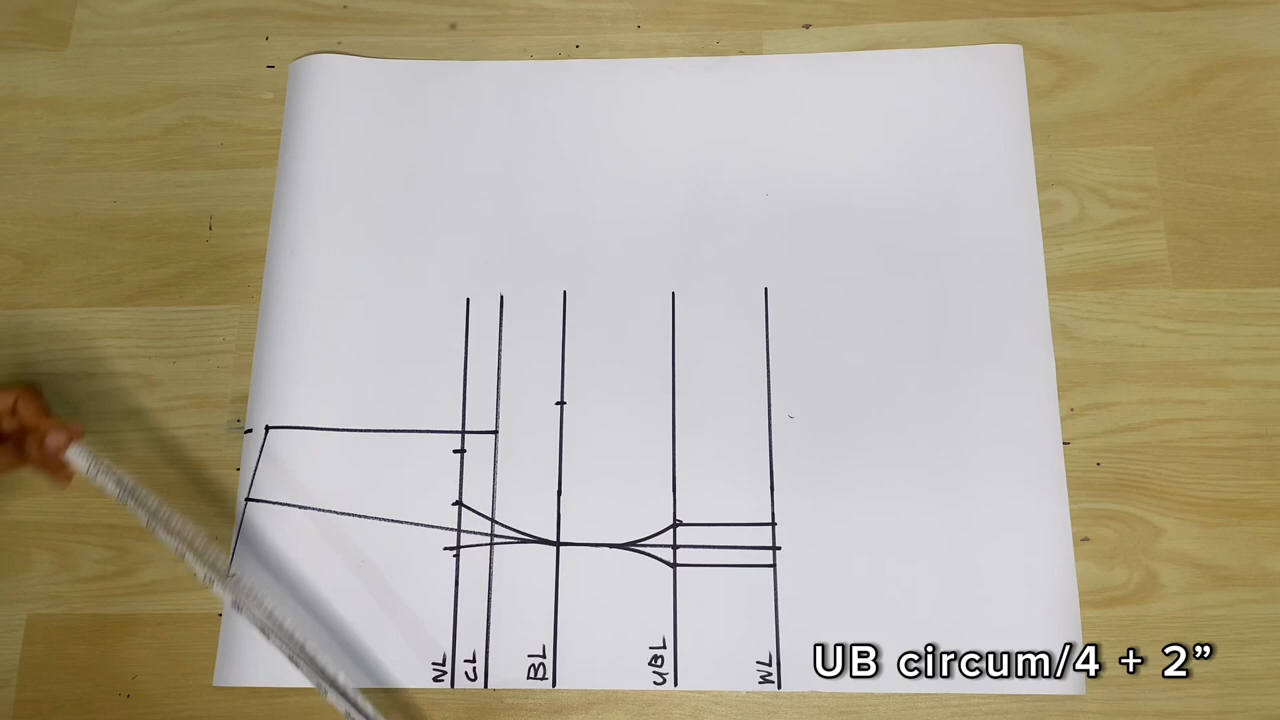 NL
CL
BL
UBL
WL
UB circum/4 + 2”